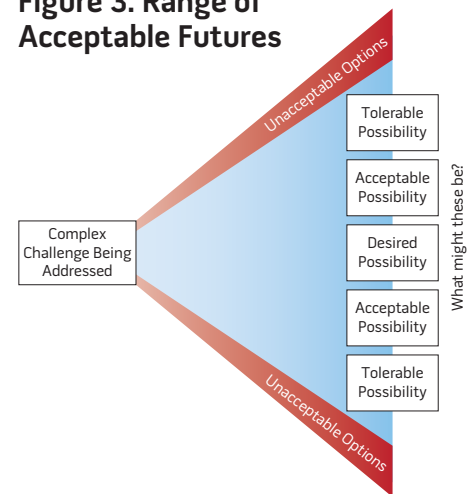 Figure 3. Range of
Acceptable Futures
Unacceptable Options
Tolerable
Possibility
Acceptable
Possibility
Complex
Challenge Being
Addressed
Desired
Possibility
Acceptable
Possibility
Tolerable
Possibility
What might these be?
Unacceptable Options